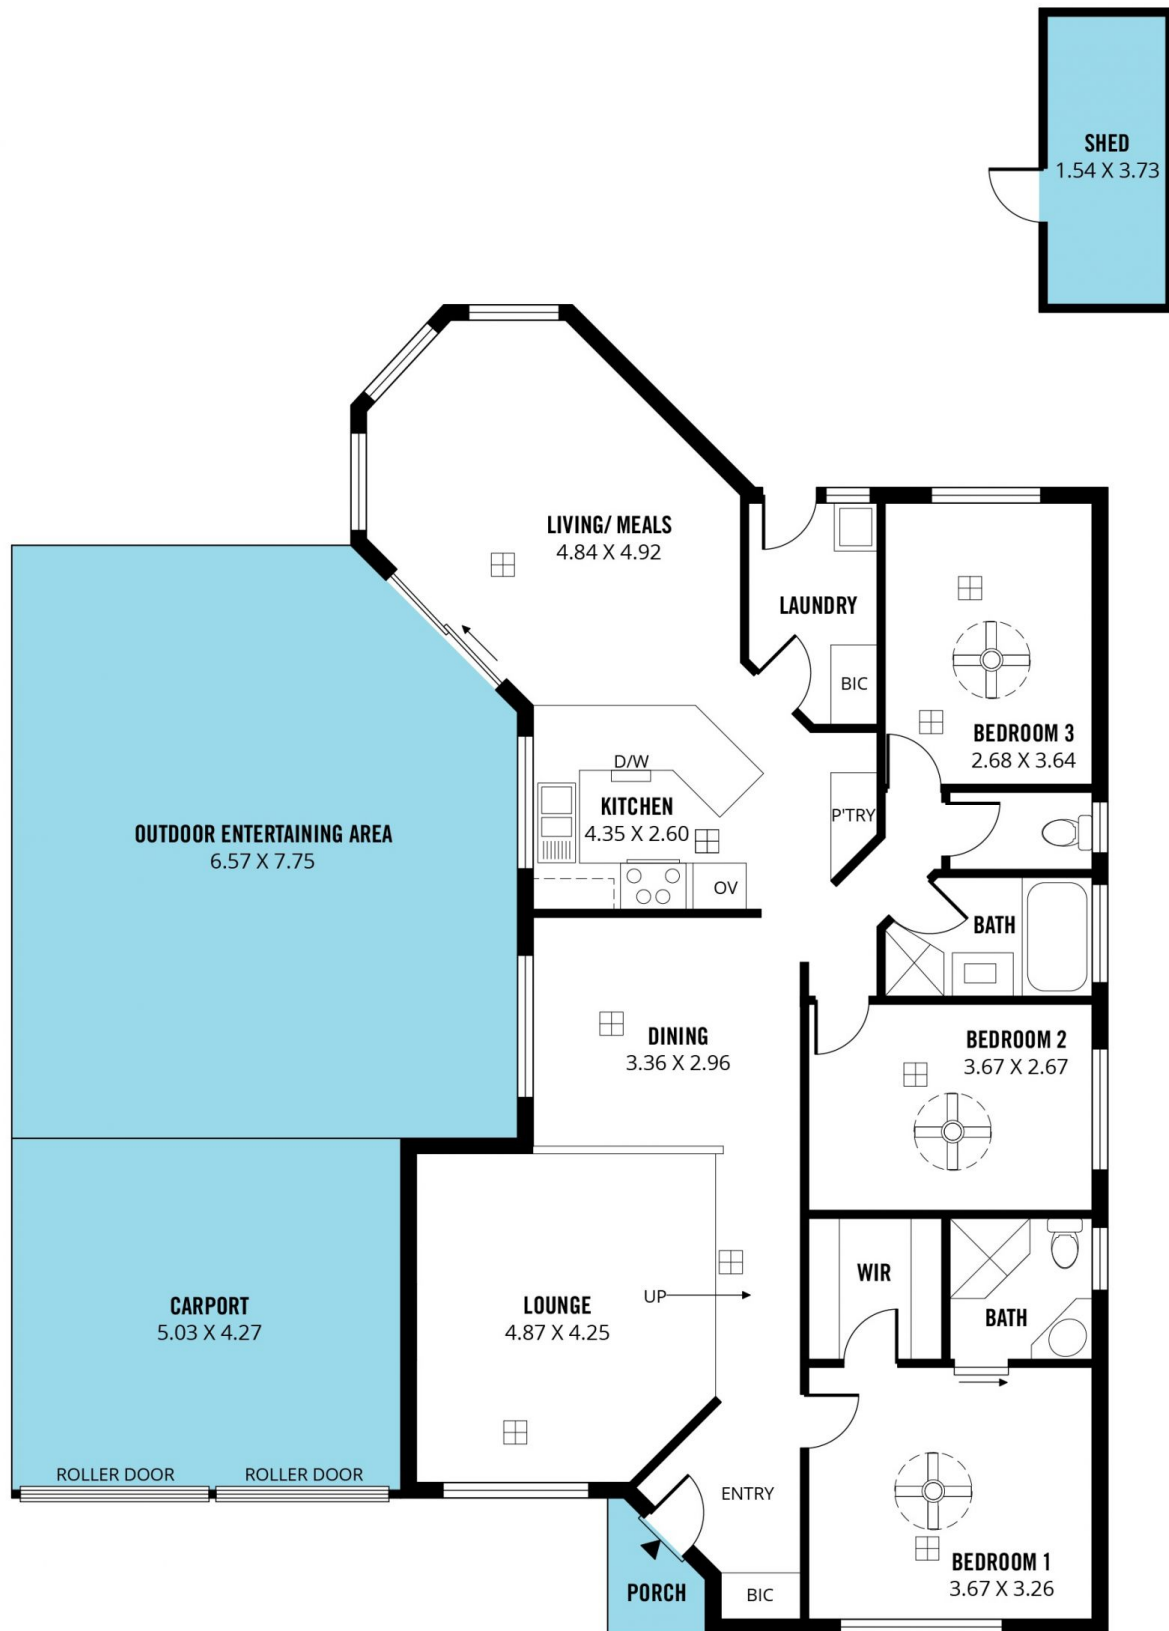 SHED
1.54 X 3.73
LIVING/ MEALS
4.84 X 4.92
LAUNDRY
BIC
BEDROOM 3
2.68 X 3.64
D/W
KITCHEN
4.35 X 2.60
P'TRY
OV
OUTDOOR ENTERTAINING AREA
6.57 X 7.75
BATH
DINING
3.36 X 2.96
BEDROOM 2
3.67 X 2.67
WIR
BATH
UP
LOUNGE
4.87 X 4.25
CARPORT
5.03 X 4.27
ROLLER DOOR
ROLLER DOOR
ENTRY
BEDROOM 1
3.67 X 3.26
PORCH
BIC